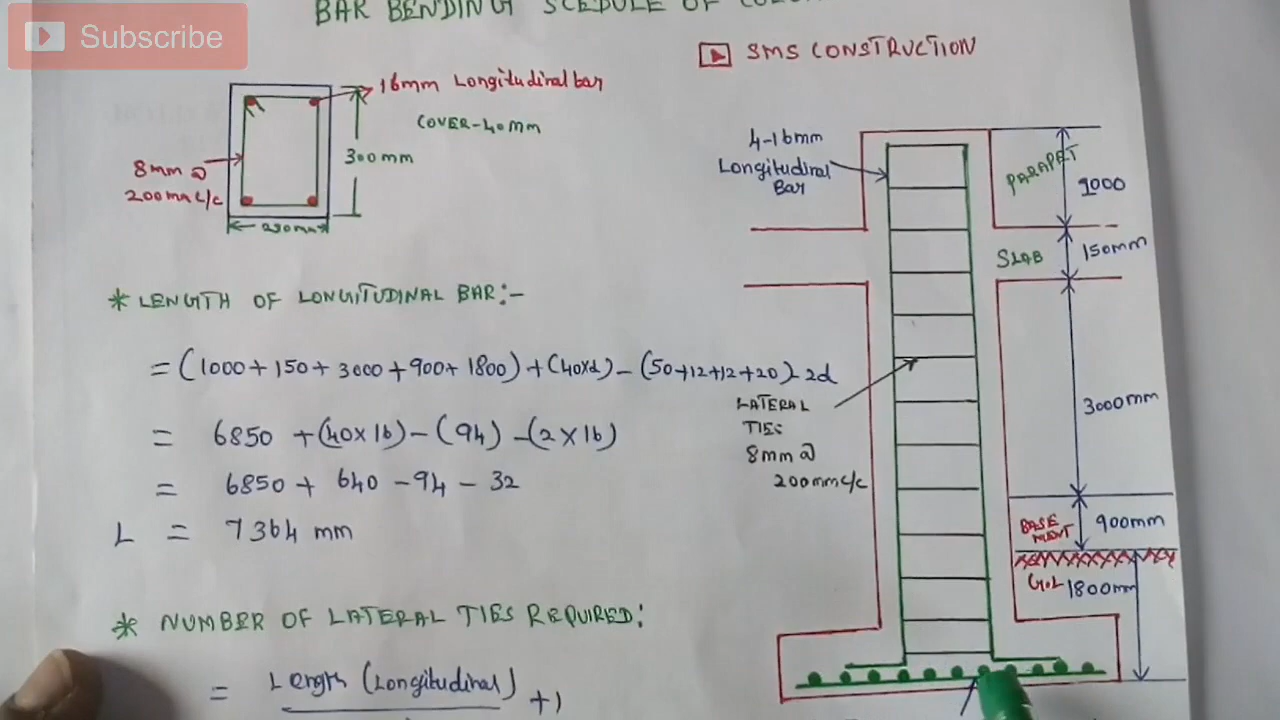 Subscribe
BAR BENDING SCEDULE OF
SMS CONSTRUCTION
16mm Longitudinal bar
COVER-40mm
300mm
8mm @
200mm c/c
230mm
4-16mm
Longitudinal
Bar
PARAPET
1000
SLAB
150mm
* LENGTH OF LONGITUDINAL BAR:-
= (1000+150+3000+900+1800)+(40xd)-(50+12+12+20)-2d
= 6850 +(40x16)-(94)-(2x16)
= 6850+ 640 -94-32
L = 7364 mm
LATERAL
TIES
8mm @
200mm c/c
3000mm
BASE
MENT
900mm
G.L
1800mm
* NUMBER OF LATERAL TIES REQUIRED:
= Length (Longitudinal) +1